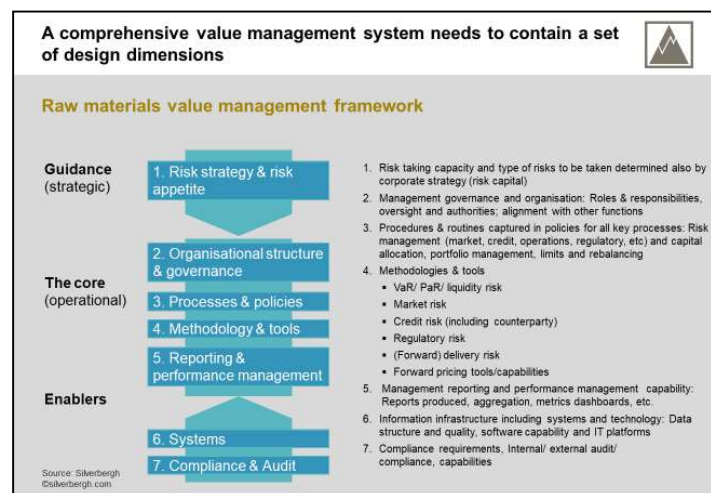 A comprehensive value management system needs to contain a set
of design dimensions
Raw materials value management framework
Guidance
(strategic)
The core
(operational)
Enablers
1. Risk strategy & risk
appetite
2. Organisational structure
& governance
3. Processes & policies
4. Methodology & tools
5. Reporting &
performance management
6. Systems
7. Compliance & Audit
1. Risk taking capacity and type of risks to be taken determined also by
corporate strategy (risk capital)
2. Management governance and organisation: Roles & responsibilities,
oversight and authorities; alignment with other functions
3. Procedures & routines captured in policies for all key processes: Risk
management (market, credit, operations, regulatory, etc) and capital
allocation, portfolio management, limits and rebalancing
4. Methodologies & tools
▪ VaR/ PaR/ liquidity risk
▪ Market risk
▪ Credit risk (including counterparty)
▪ Regulatory risk
▪ (Forward) delivery risk
▪ Forward pricing tools/capabilities
5. Management reporting and performance management capability:
Reports produced, aggregation, metrics dashboards, etc.
6. Information infrastructure including systems and technology: Data
structure and quality, software capability and IT platforms
7. Compliance requirements, Internal/ external audit/
compliance, capabilities
Source: Silverbergh
©silverbergh.com